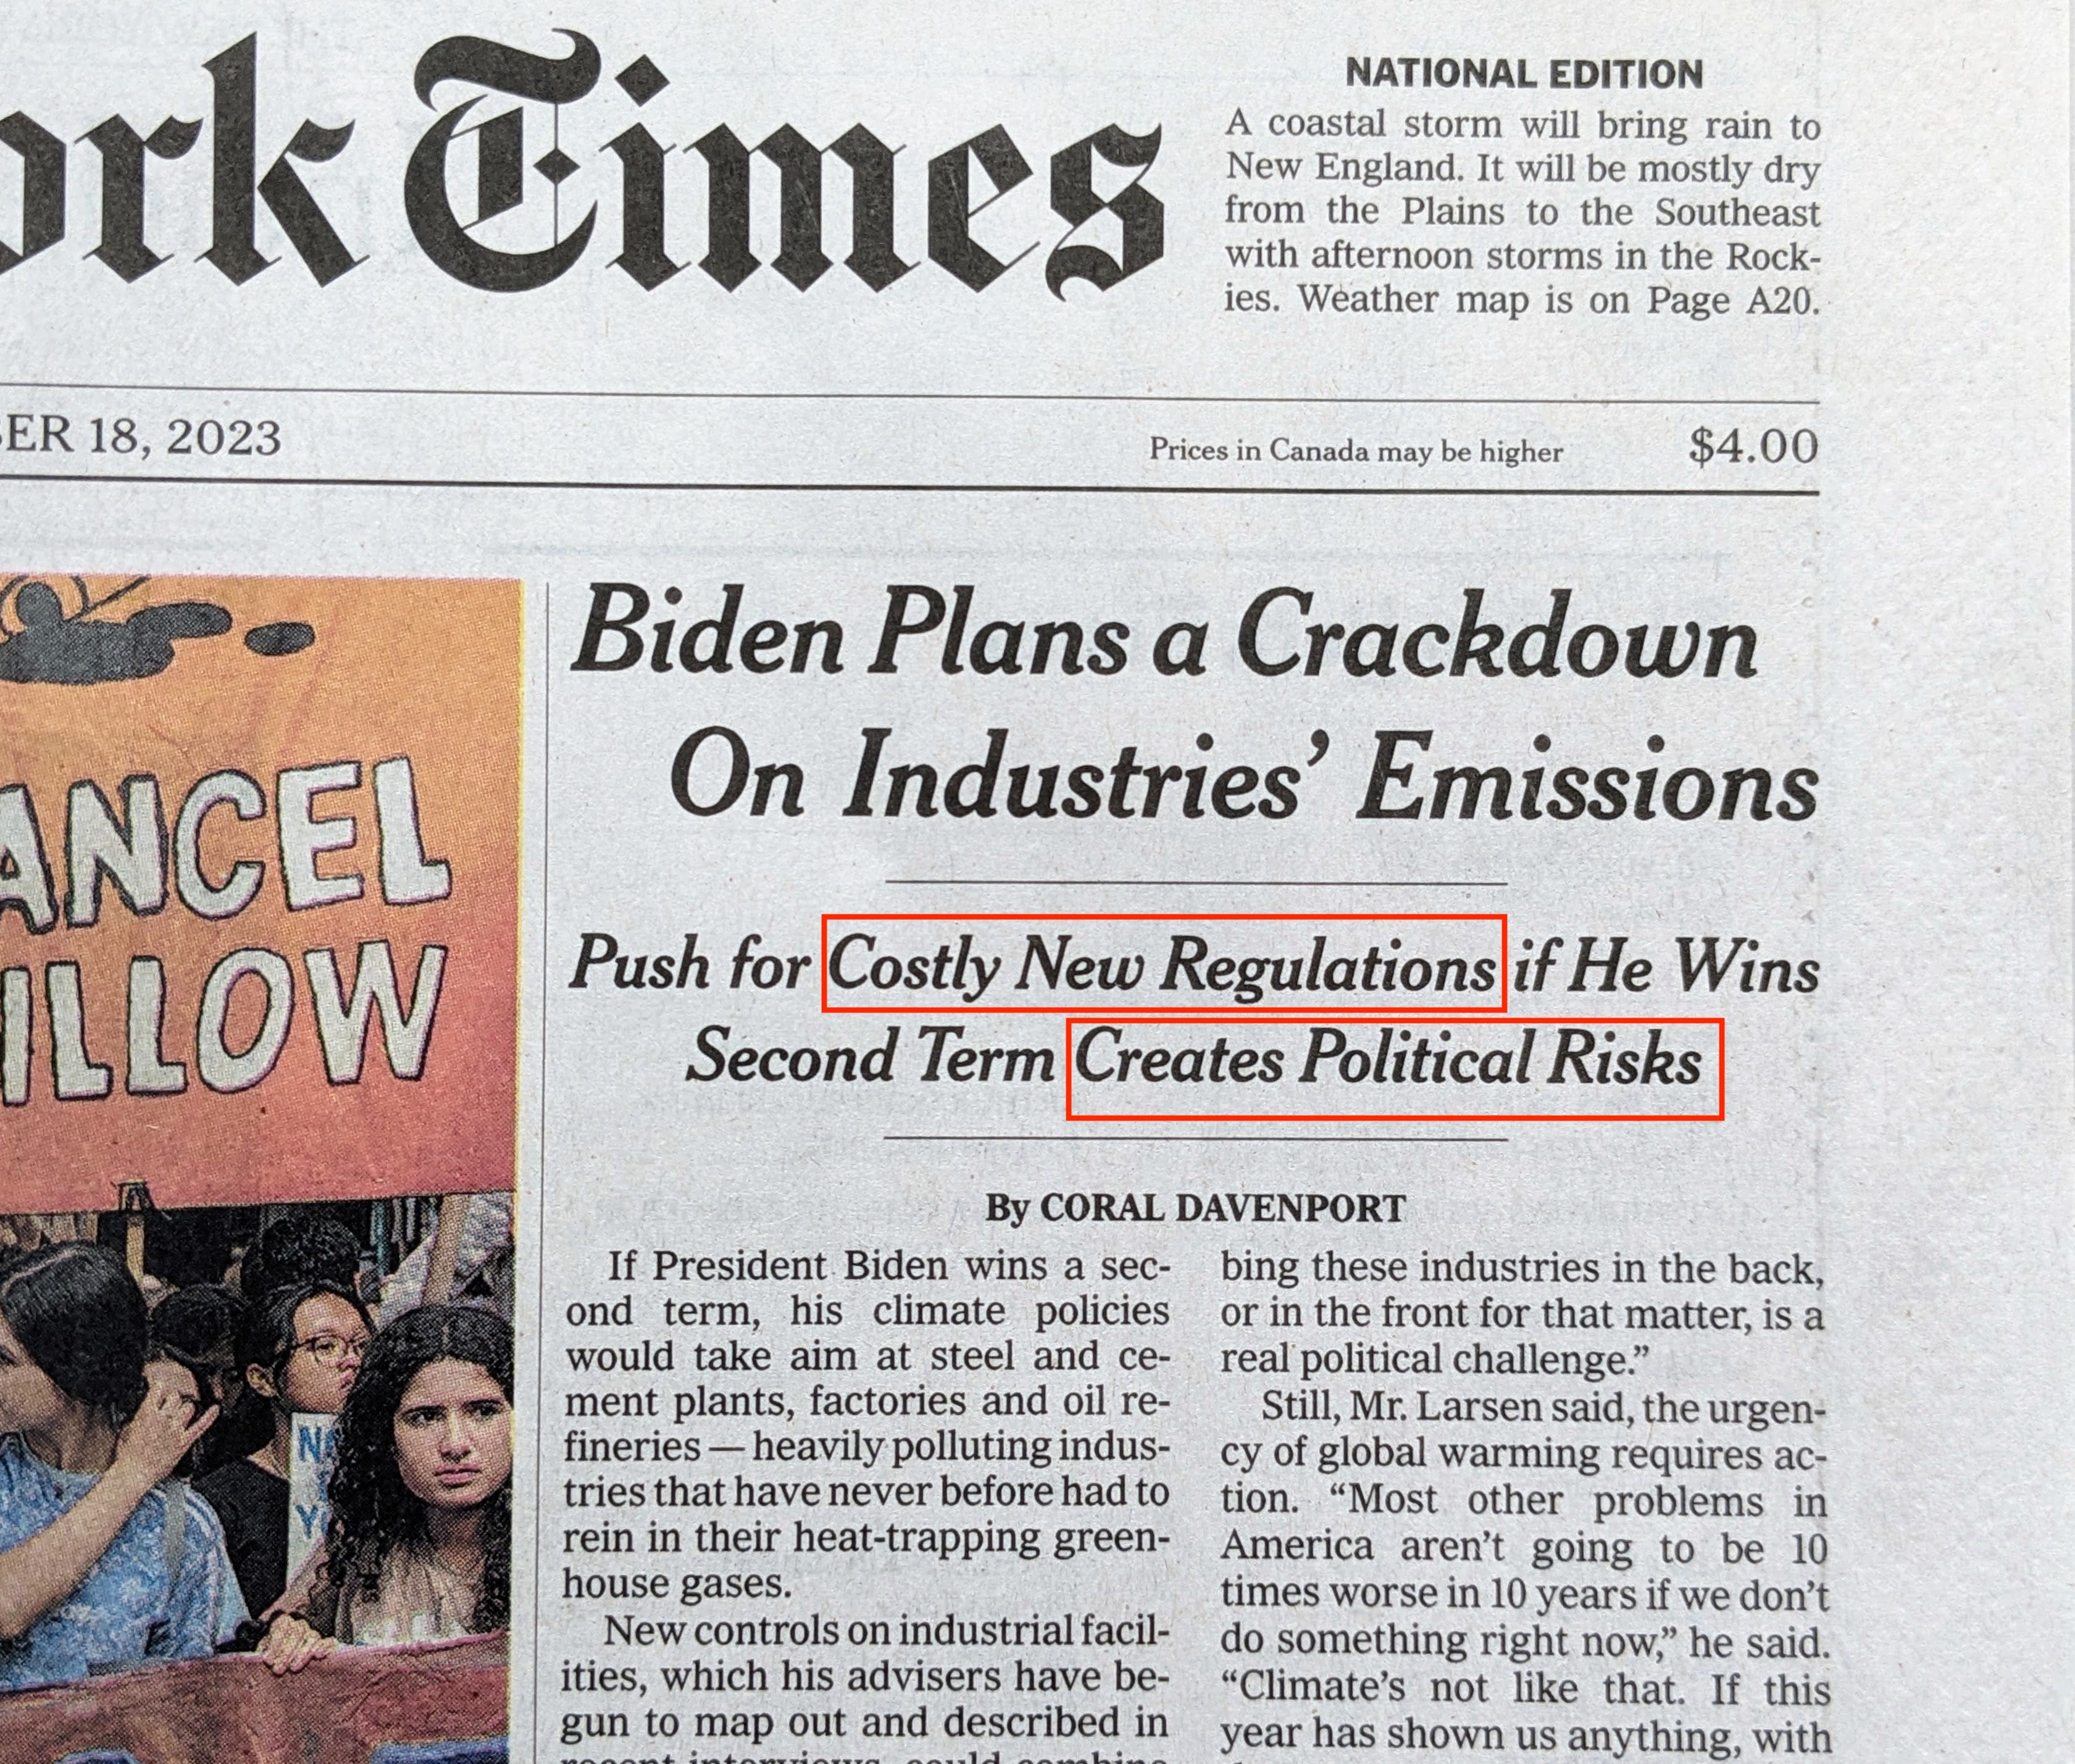 ork Times
NATIONAL EDITION
A coastal storm will bring rain to
New England. It will be mostly dry
from the Plains to the Southeast
with afternoon storms in the Rock-
ies. Weather map is on Page A20.
ER 18, 2023
Prices in Canada may be higher
$4.00
ANCEL
ILLOW
Biden Plans a Crackdown
On Industries’ Emissions
Push for Costly New Regulations if He Wins
Second Term Creates Political Risks
By CORAL DAVENPORT
If President Biden wins a sec-
ond term, his climate policies
would take aim at steel and ce-
ment plants, factories and oil re-
fineries — heavily polluting indus-
tries that have never before had to
rein in their heat-trapping green-
house gases.
New controls on industrial facil-
ities, which his advisers have be-
gun to map out and described in
recent interviews, could combine
bing these industries in the back,
or in the front for that matter, is a
real political challenge.”
Still, Mr. Larsen said, the urgen-
cy of global warming requires ac-
tion. “Most other problems in
America aren’t going to be 10
times worse in 10 years if we don’t
do something right now,” he said.
“Climate’s not like that. If this
year has shown us anything, with